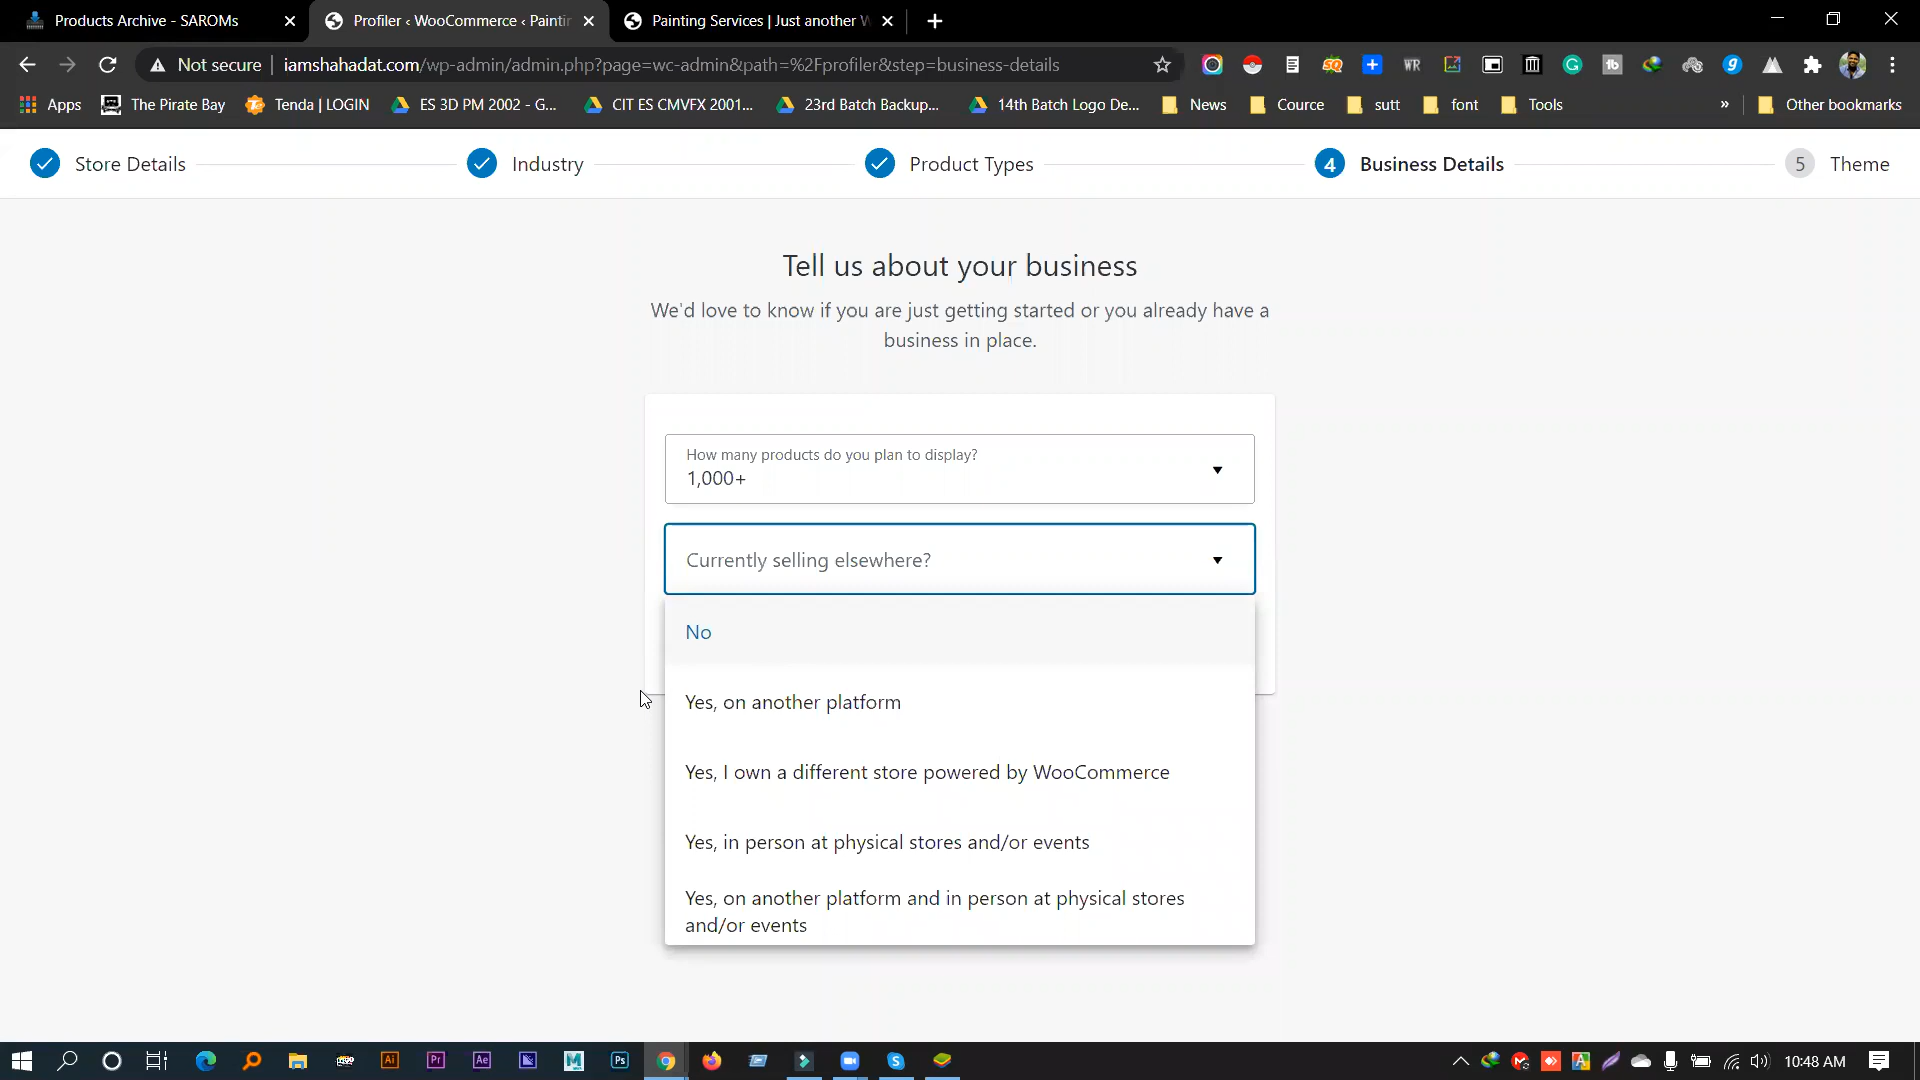 Products Archive - SAROMs
Profiler ‹ WooCommerce ‹ Paintin
Painting Services | Just another W
Not secure
iamshahadat.com/wp-admin/admin.php?page=wc-admin&path=%2Fprofiler&step=business-details
Apps
The Pirate Bay
Tenda | LOGIN
ES 3D PM 2002 - G...
CIT ES CMVFX 2001...
23rd Batch Backup...
14th Batch Logo De...
News
Cource
sutt
font
Tools
»
Other bookmarks
Store Details
Industry
Product Types
4 Business Details
5 Theme
Tell us about your business
We'd love to know if you are just getting started or you already have a
business in place.
How many products do you plan to display?
1,000+
Currently selling elsewhere?
No
Yes, on another platform
Yes, I own a different store powered by WooCommerce
Yes, in person at physical stores and/or events
Yes, on another platform and in person at physical stores
and/or events
10:48 AM